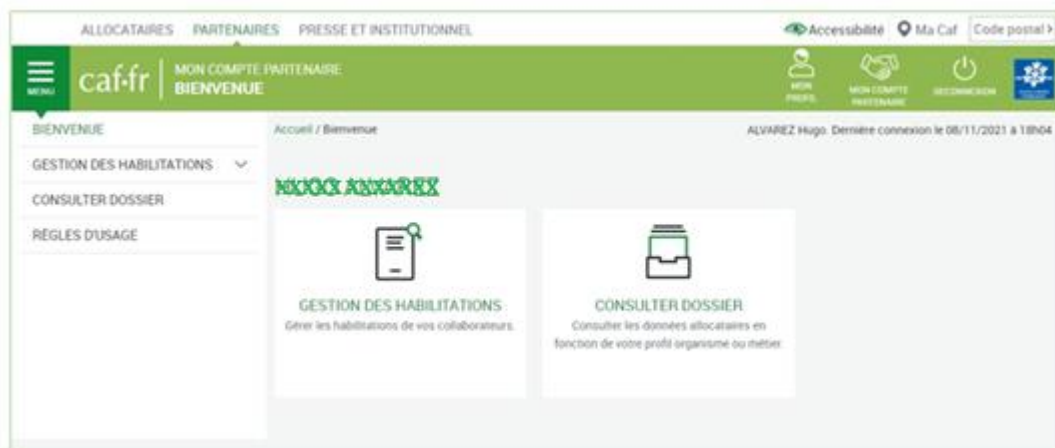 ALLOCATAIRES PARTENAIRES PRESSE ET INSTITUTIONNEL
Accessibilité Ma Caf Code postal >
MENU
caf.fr
MON COMPTE PARTENAIRE
BIENVENUE
MON
PROFIL
MON COMPTE
PARTENAIRE
DECONNEXION
BIENVENUE
GESTION DES HABILITATIONS
CONSULTER DOSSIER
RÈGLES D'USAGE
Accueil / Bienvenue
ALVAREZ Hugo. Dernière connexion le 08/11/2021 à 18h04
GESTION DES HABILITATIONS
Gérer les habilitations de vos collaborateurs.
CONSULTER DOSSIER
Consulter les données allocataires en
fonction de votre profil organisme ou métier.